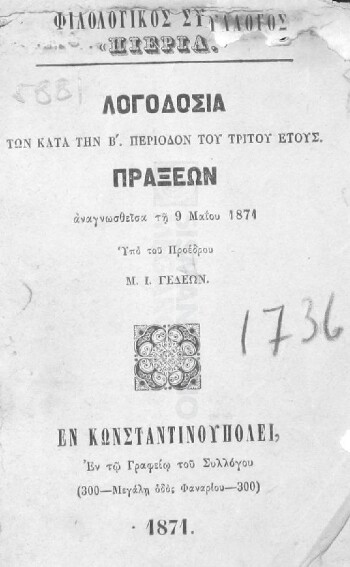 ΦΙΛΟΛΟΓΙΚΟΣ ΣΥΛΛΟΓΟΣ
«ΠΙΕΡΙΑ.
ΛΟΓΟΔΟΣΙΑ
ΤΩΝ ΚΑΤΑ ΤΗΝ Β΄. ΠΕΡΙΟΔΟΝ ΤΟΥ ΤΡΙΤΟΥ ΕΤΟΥΣ.
ΠΡΑΞΕΩΝ
ἀναγνωσθεῖσα τῇ 9 Μαΐου 1871
Ὑπὸ τοῦ Προέδρου
Μ. Ι. ΓΕΔΕΩΝ.
1736
ΕΝ ΚΩΝΣΤΑΝΤΙΝΟΥΠΟΛΕΙ,
Ἐν τῷ Γραφείῳ τοῦ Συλλόγου
(300—Μεγάλη ὁδὸς Φαναρίου—300)
1871.